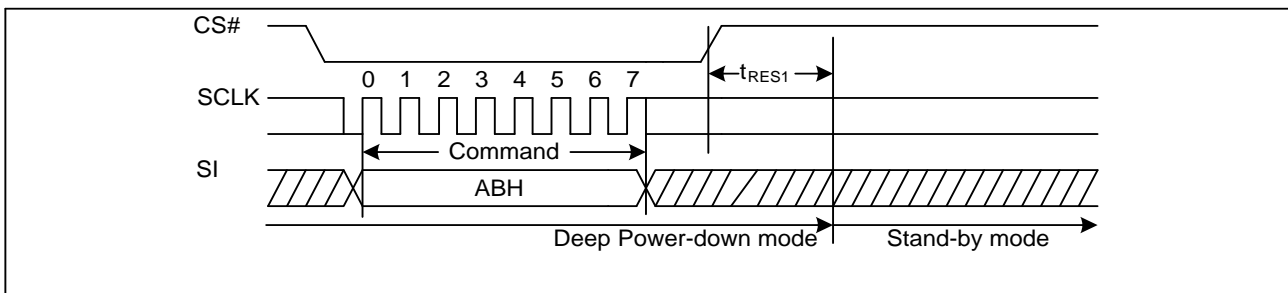 CS#
tRES1
0 1 2 3 4 5 6 7
SCLK
Command
SI
ABH
Deep Power-down mode
Stand-by mode